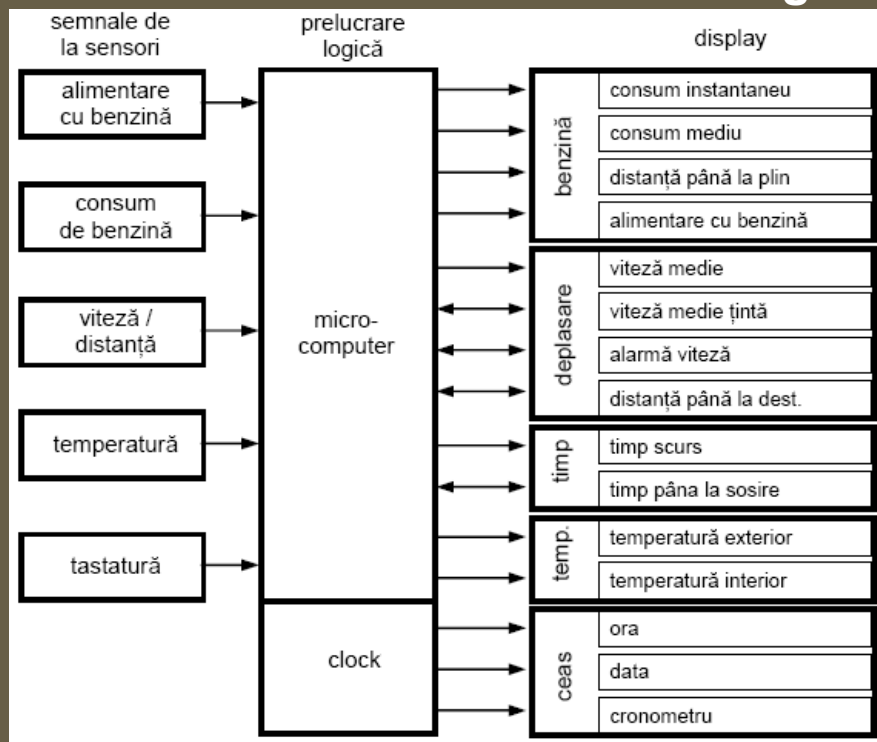 semnale de
la sensori
prelucrare
logică
display
alimentare
cu benzină
consum
de benzină
viteză /
distanță
temperatură
tastatură
micro-
computer
clock
benzină
consum instantaneu
consum mediu
distanță până la plin
alimentare cu benzină
deplasare
viteză medie
viteză medie țintă
alarmă viteză
distanță până la dest.
timp
timp scurs
timp pâna la sosire
temp.
temperatură exterior
temperatură interior
ceas
ora
data
cronometru